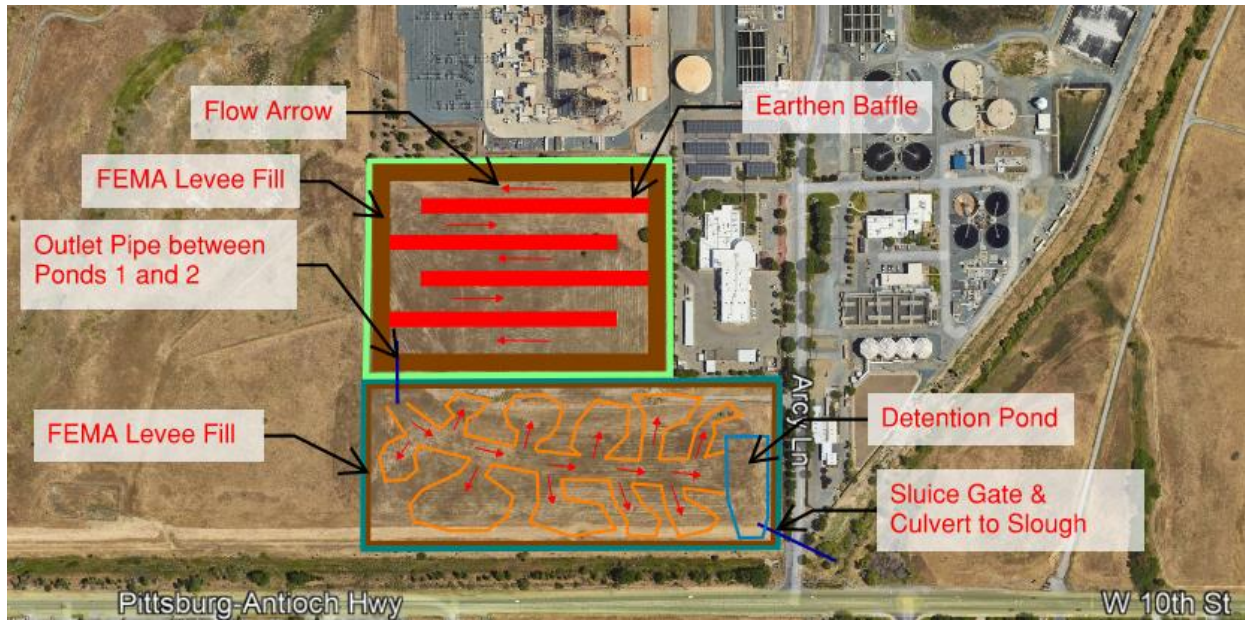 Flow Arrow
Earthen Baffle
FEMA Levee Fill
Outlet Pipe between
Ponds 1 and 2
FEMA Levee Fill
Arcy Ln
Detention Pond
Sluice Gate &
Culvert to Slough
Pittsburg-Antioch Hwy
W 10th St